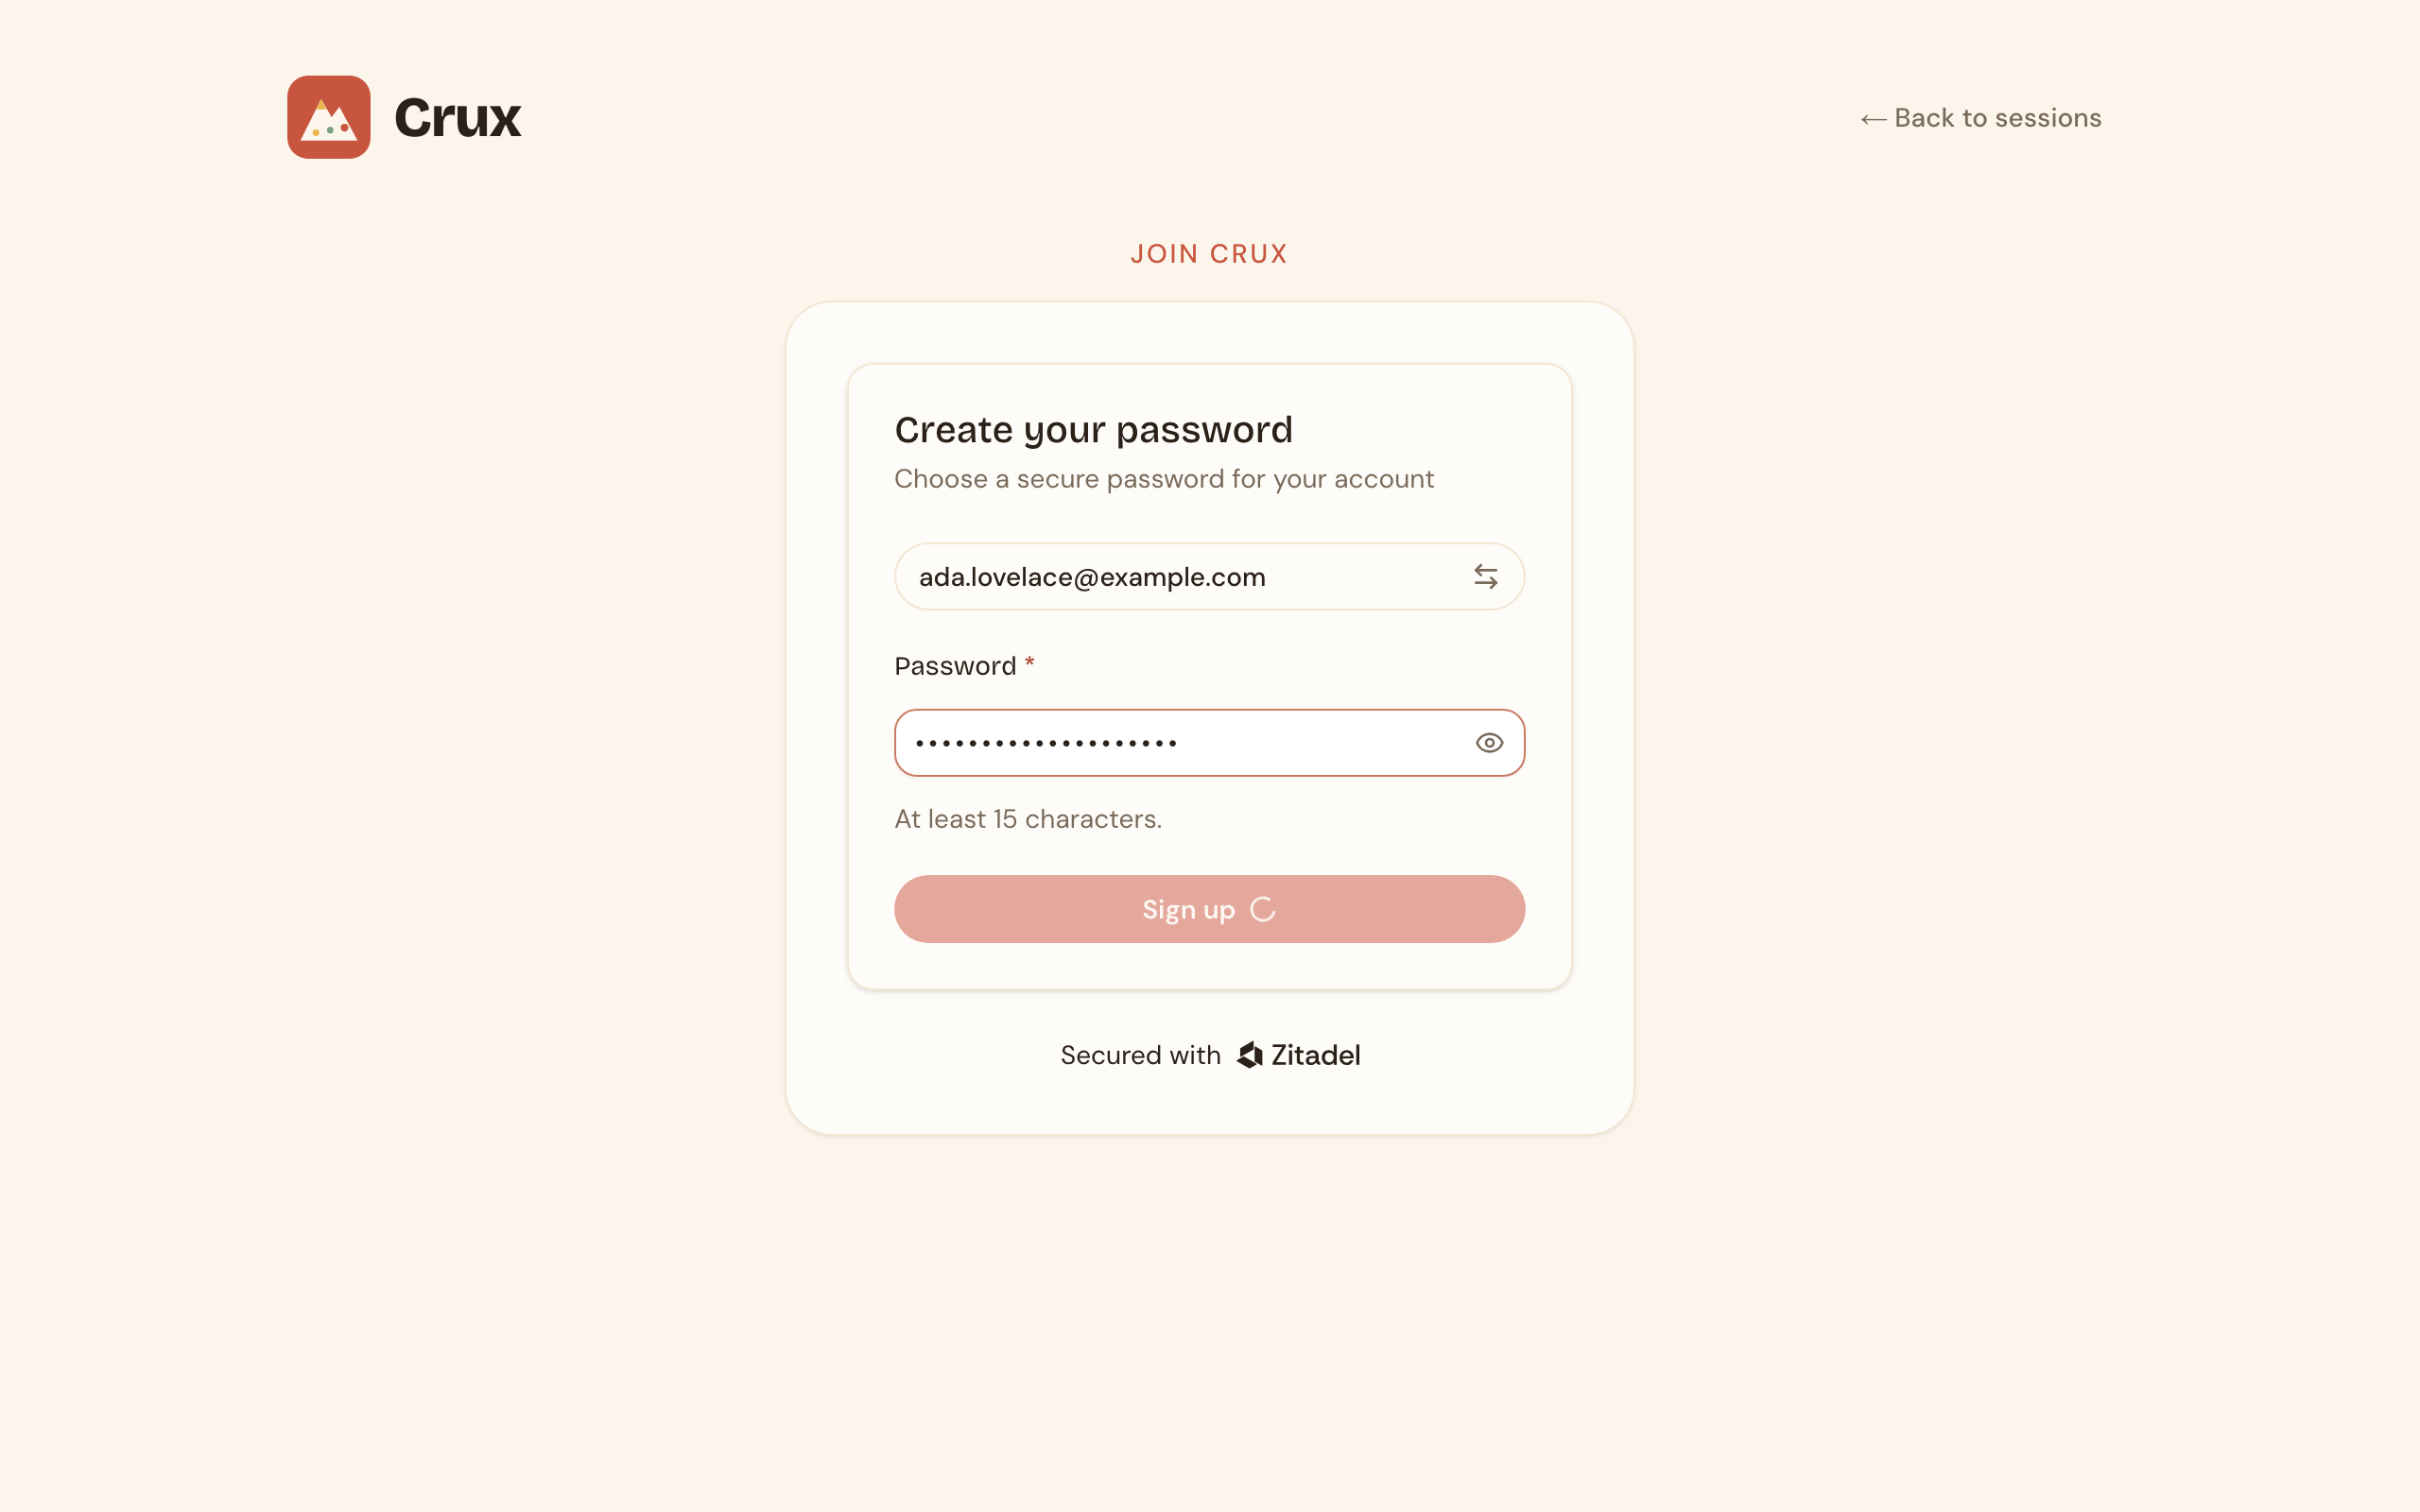 Crux
← Back to sessions
JOIN CRUX
Create your password
Choose a secure password for your account
ada.lovelace@example.com
Password *
••••••••••••••••••••
At least 15 characters.
Sign up
Secured with Zitadel